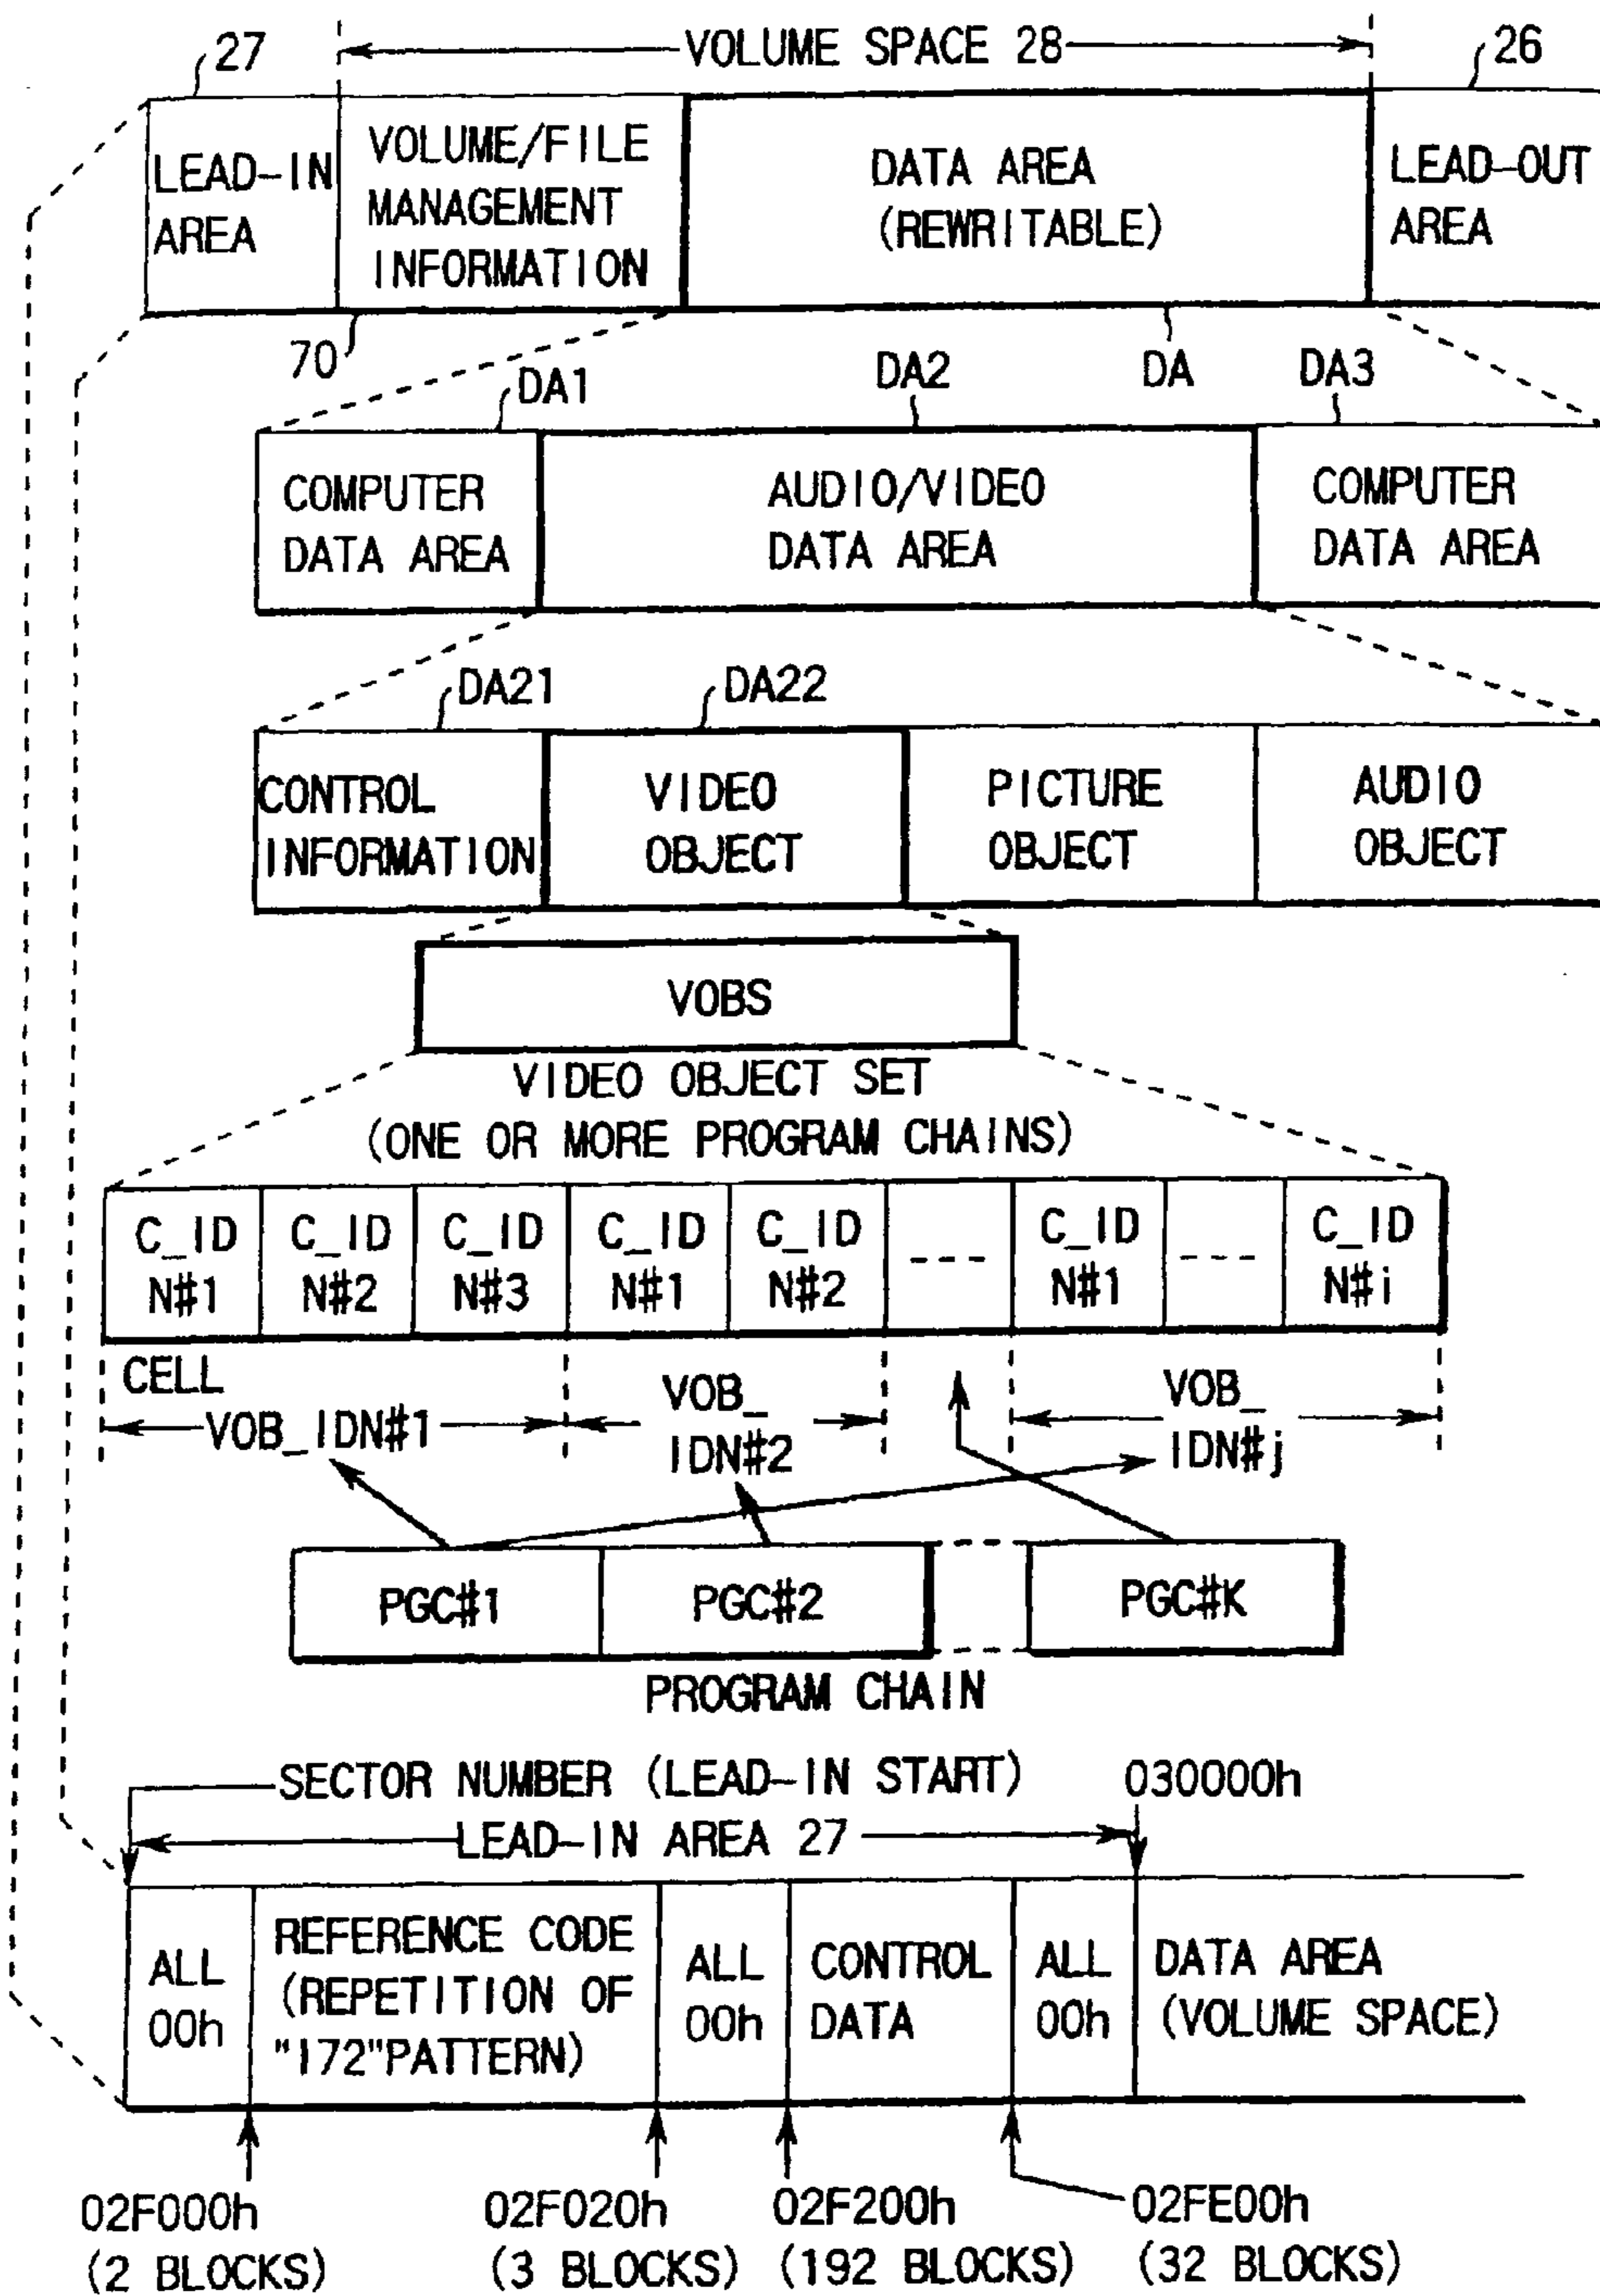 27
VOLUME SPACE 28
26
LEAD-IN
AREA
VOLUME/FILE
MANAGEMENT
INFORMATION
DATA AREA
(REWRITABLE)
LEAD-OUT
AREA
70
DA1
DA2
DA
DA3
COMPUTER
DATA AREA
AUDIO/VIDEO
DATA AREA
COMPUTER
DATA AREA
DA21
DA22
CONTROL
INFORMATION
VIDEO
OBJECT
PICTURE
OBJECT
AUDIO
OBJECT
VOBS
VIDEO OBJECT SET
(ONE OR MORE PROGRAM CHAINS)
C_ID
N#1
C_ID
N#2
C_ID
N#3
C_ID
N#1
C_ID
N#2
----
C_ID
N#1
----
C_ID
N#i
CELL
VOB_IDN#1
VOB_
IDN#2
VOB_
IDN#j
PGC#1
PGC#2
PGC#K
PROGRAM CHAIN
SECTOR NUMBER (LEAD-IN START)
030000h
LEAD-IN AREA 27
ALL
00h
REFERENCE CODE
(REPETITION OF
"172"PATTERN)
ALL
00h
CONTROL
DATA
ALL
00h
DATA AREA
(VOLUME SPACE)
02F000h
(2 BLOCKS)
02F020h
(3 BLOCKS)
02F200h
(192 BLOCKS)
02FE00h
(32 BLOCKS)